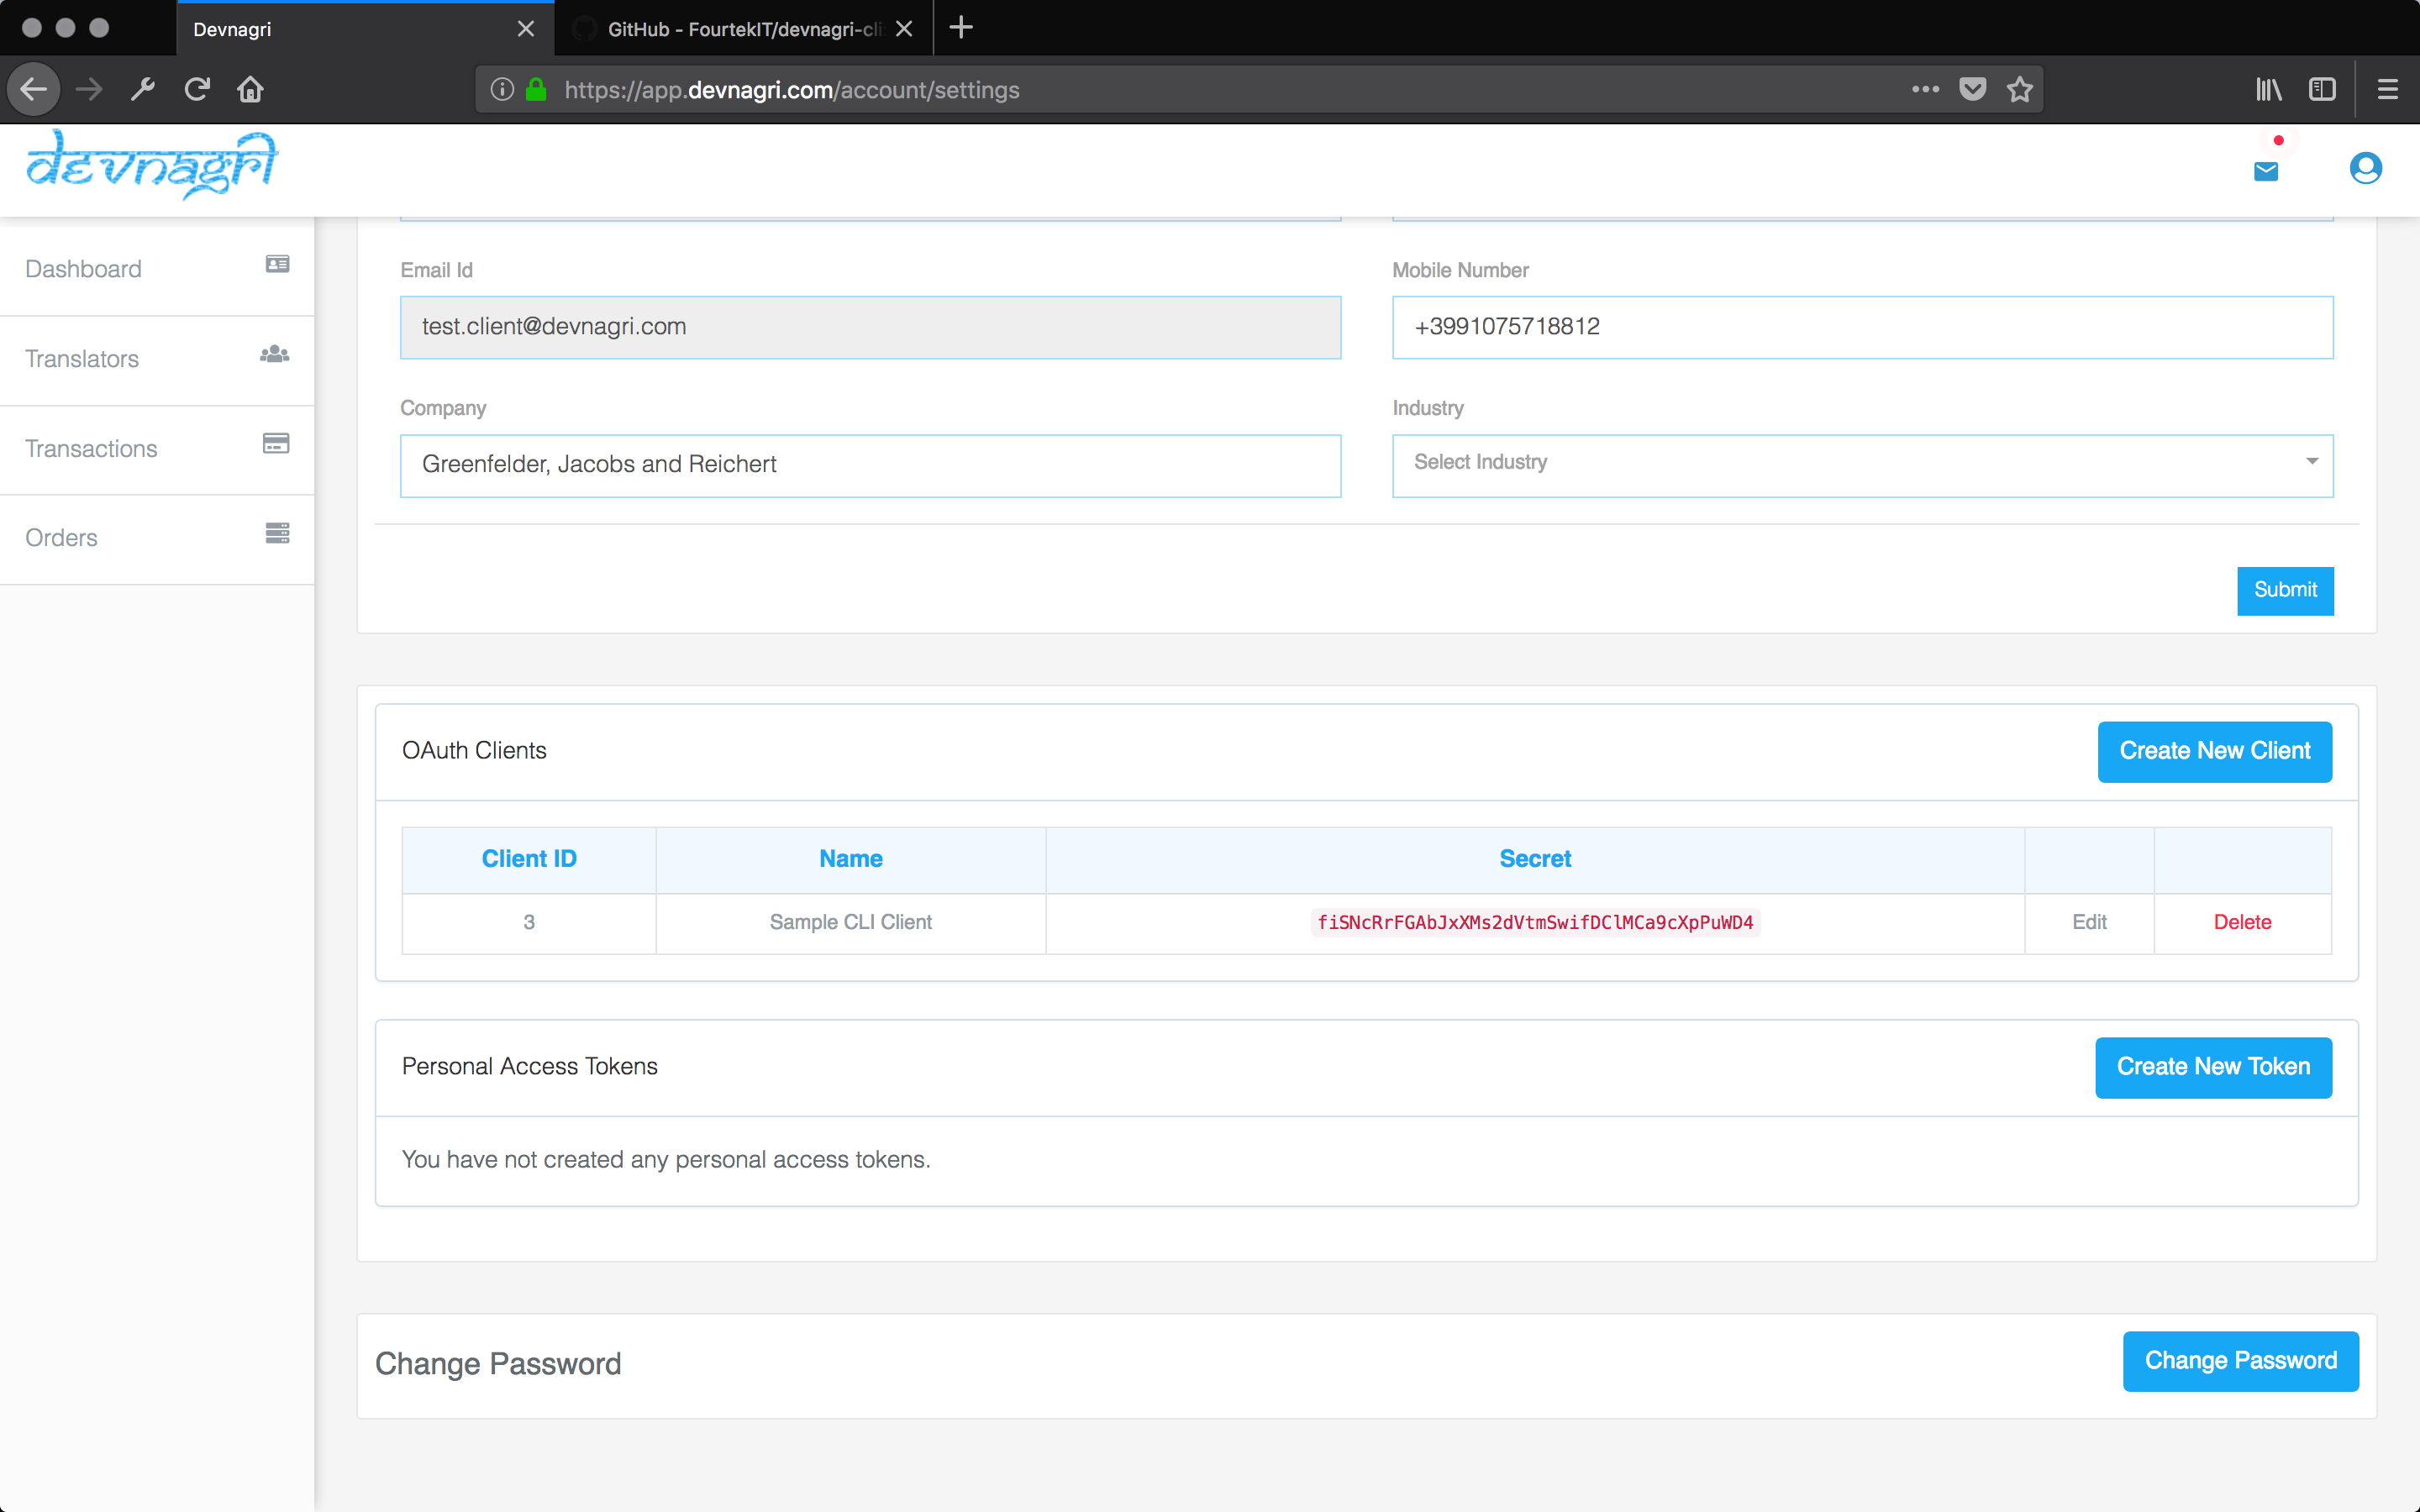 Devnagri
GitHub - FourtekIT/devnagri-cli
https://app.devnagri.com/account/settings
devnagri
Dashboard
Translators
Transactions
Orders
Email Id
Mobile Number
test.client@devnagri.com
+3991075718812
Company
Industry
Greenfelder, Jacobs and Reichert
Select Industry
Submit
OAuth Clients
Create New Client
Client ID
Name
Secret
3
Sample CLI Client
fiSNcRrFGAbJxXMs2dVtmSwifDClMCa9cXpPuWD4
Edit
Delete
Personal Access Tokens
Create New Token
You have not created any personal access tokens.
Change Password
Change Password